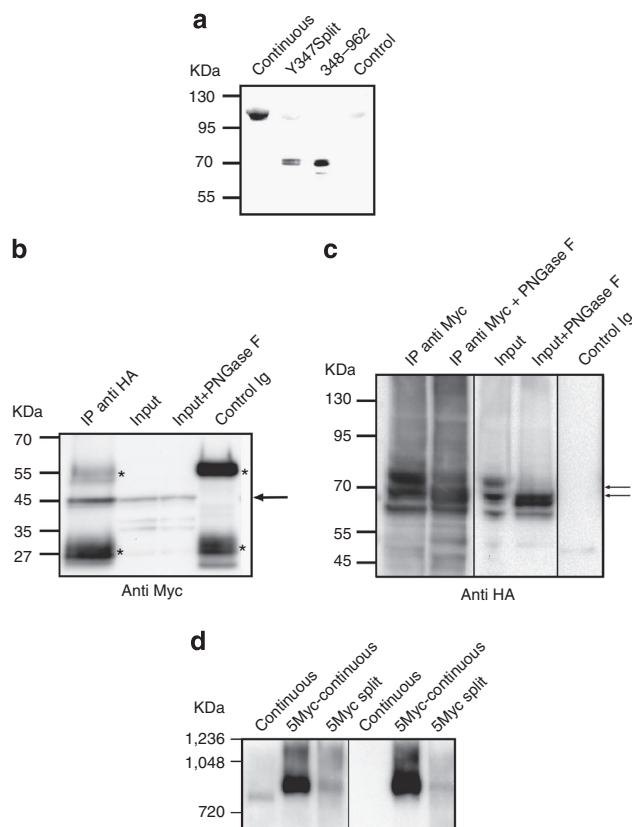 a
Continuous
Y347Split
348–962
Control
KDa
130
95
70
55
b
IP anti HA
Input
Input+PNGase F
Control Ig
KDa
70
55
45
35
27
*
*
*
*
Anti Myc
c
IP anti Myc
IP anti Myc + PNGase F
Input
Input+PNGase F
Control Ig
KDa
130
95
70
55
45
Anti HA
d
Continuous
5Myc-continuous
5Myc split
Continuous
5Myc-continuous
5Myc split
KDa
1,236
1,048
720